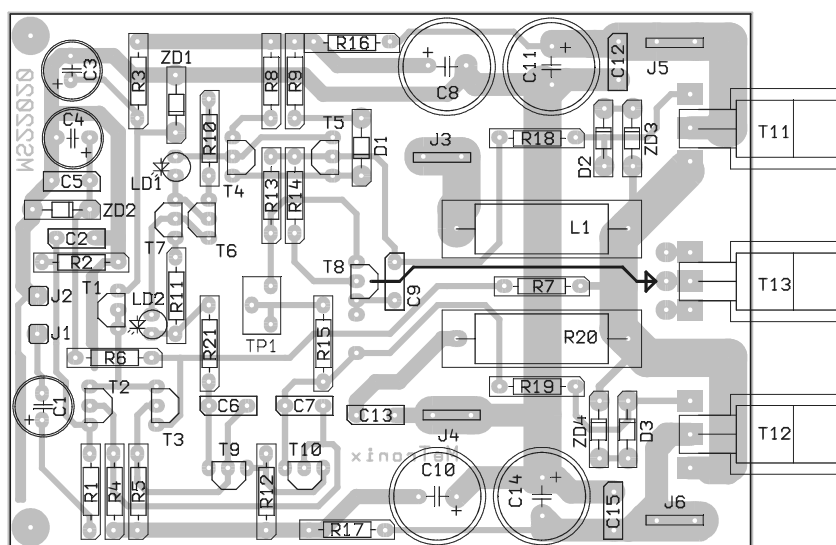 R16
C12
J5
C3
R3
ZD1
R8
R9
C8
C11
MS22020
C4
R10
T5
D1
J3
R18
D2
ZD3
T11
C5
LD1
T4
R13
R14
ZD2
T7
T6
L1
C2
R2
T8
C9
R7
T13
T1
LD2
R11
J2
J1
R21
TP1
R15
R20
R6
T2
R19
C1
T3
C6
C7
C13
J4
ZD4
D3
T12
MeTronix
T9
T10
C10
C14
R1
R4
R5
R12
R17
C15
J6